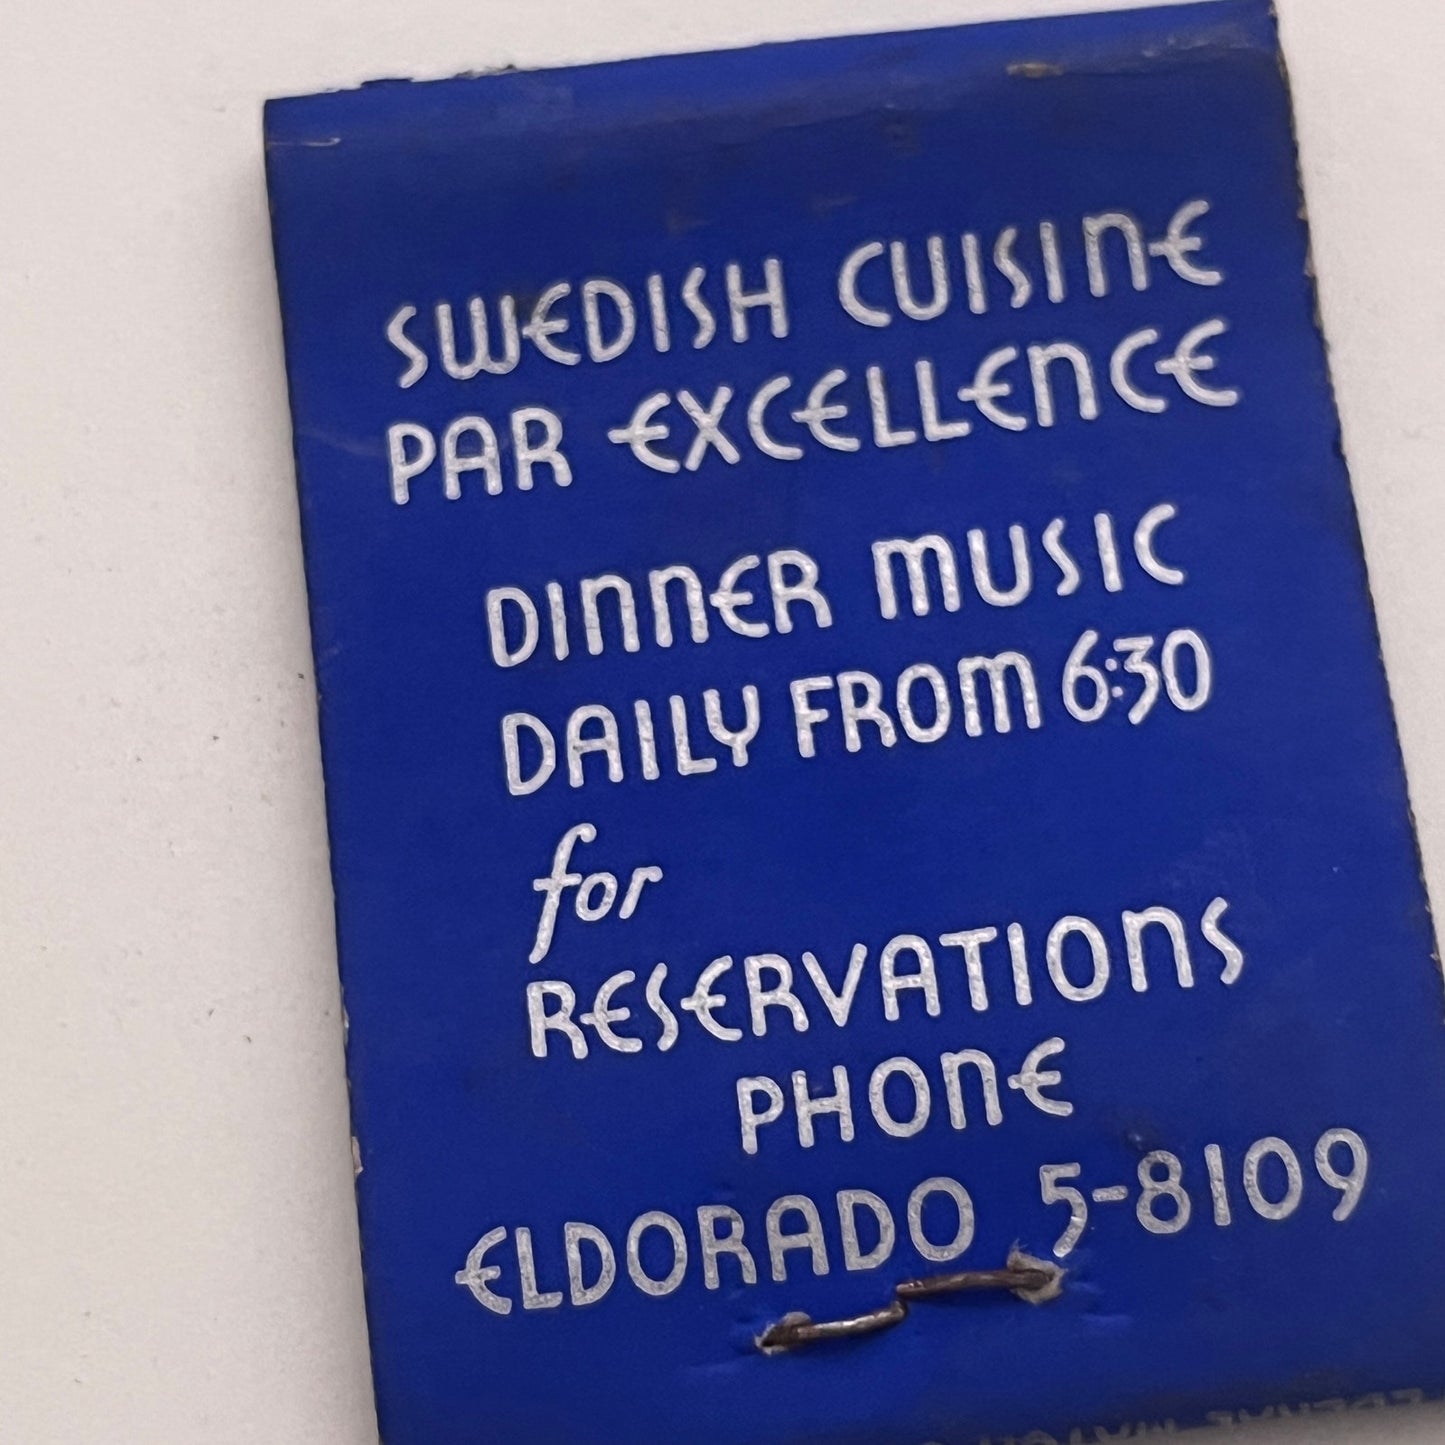 SWEDISH CUISINE
PAR EXCELLENCE
DINNER MUSIC
DAILY FROM 6:30
for
RESERVATIONS
PHONE
ELDORADO 5-8109